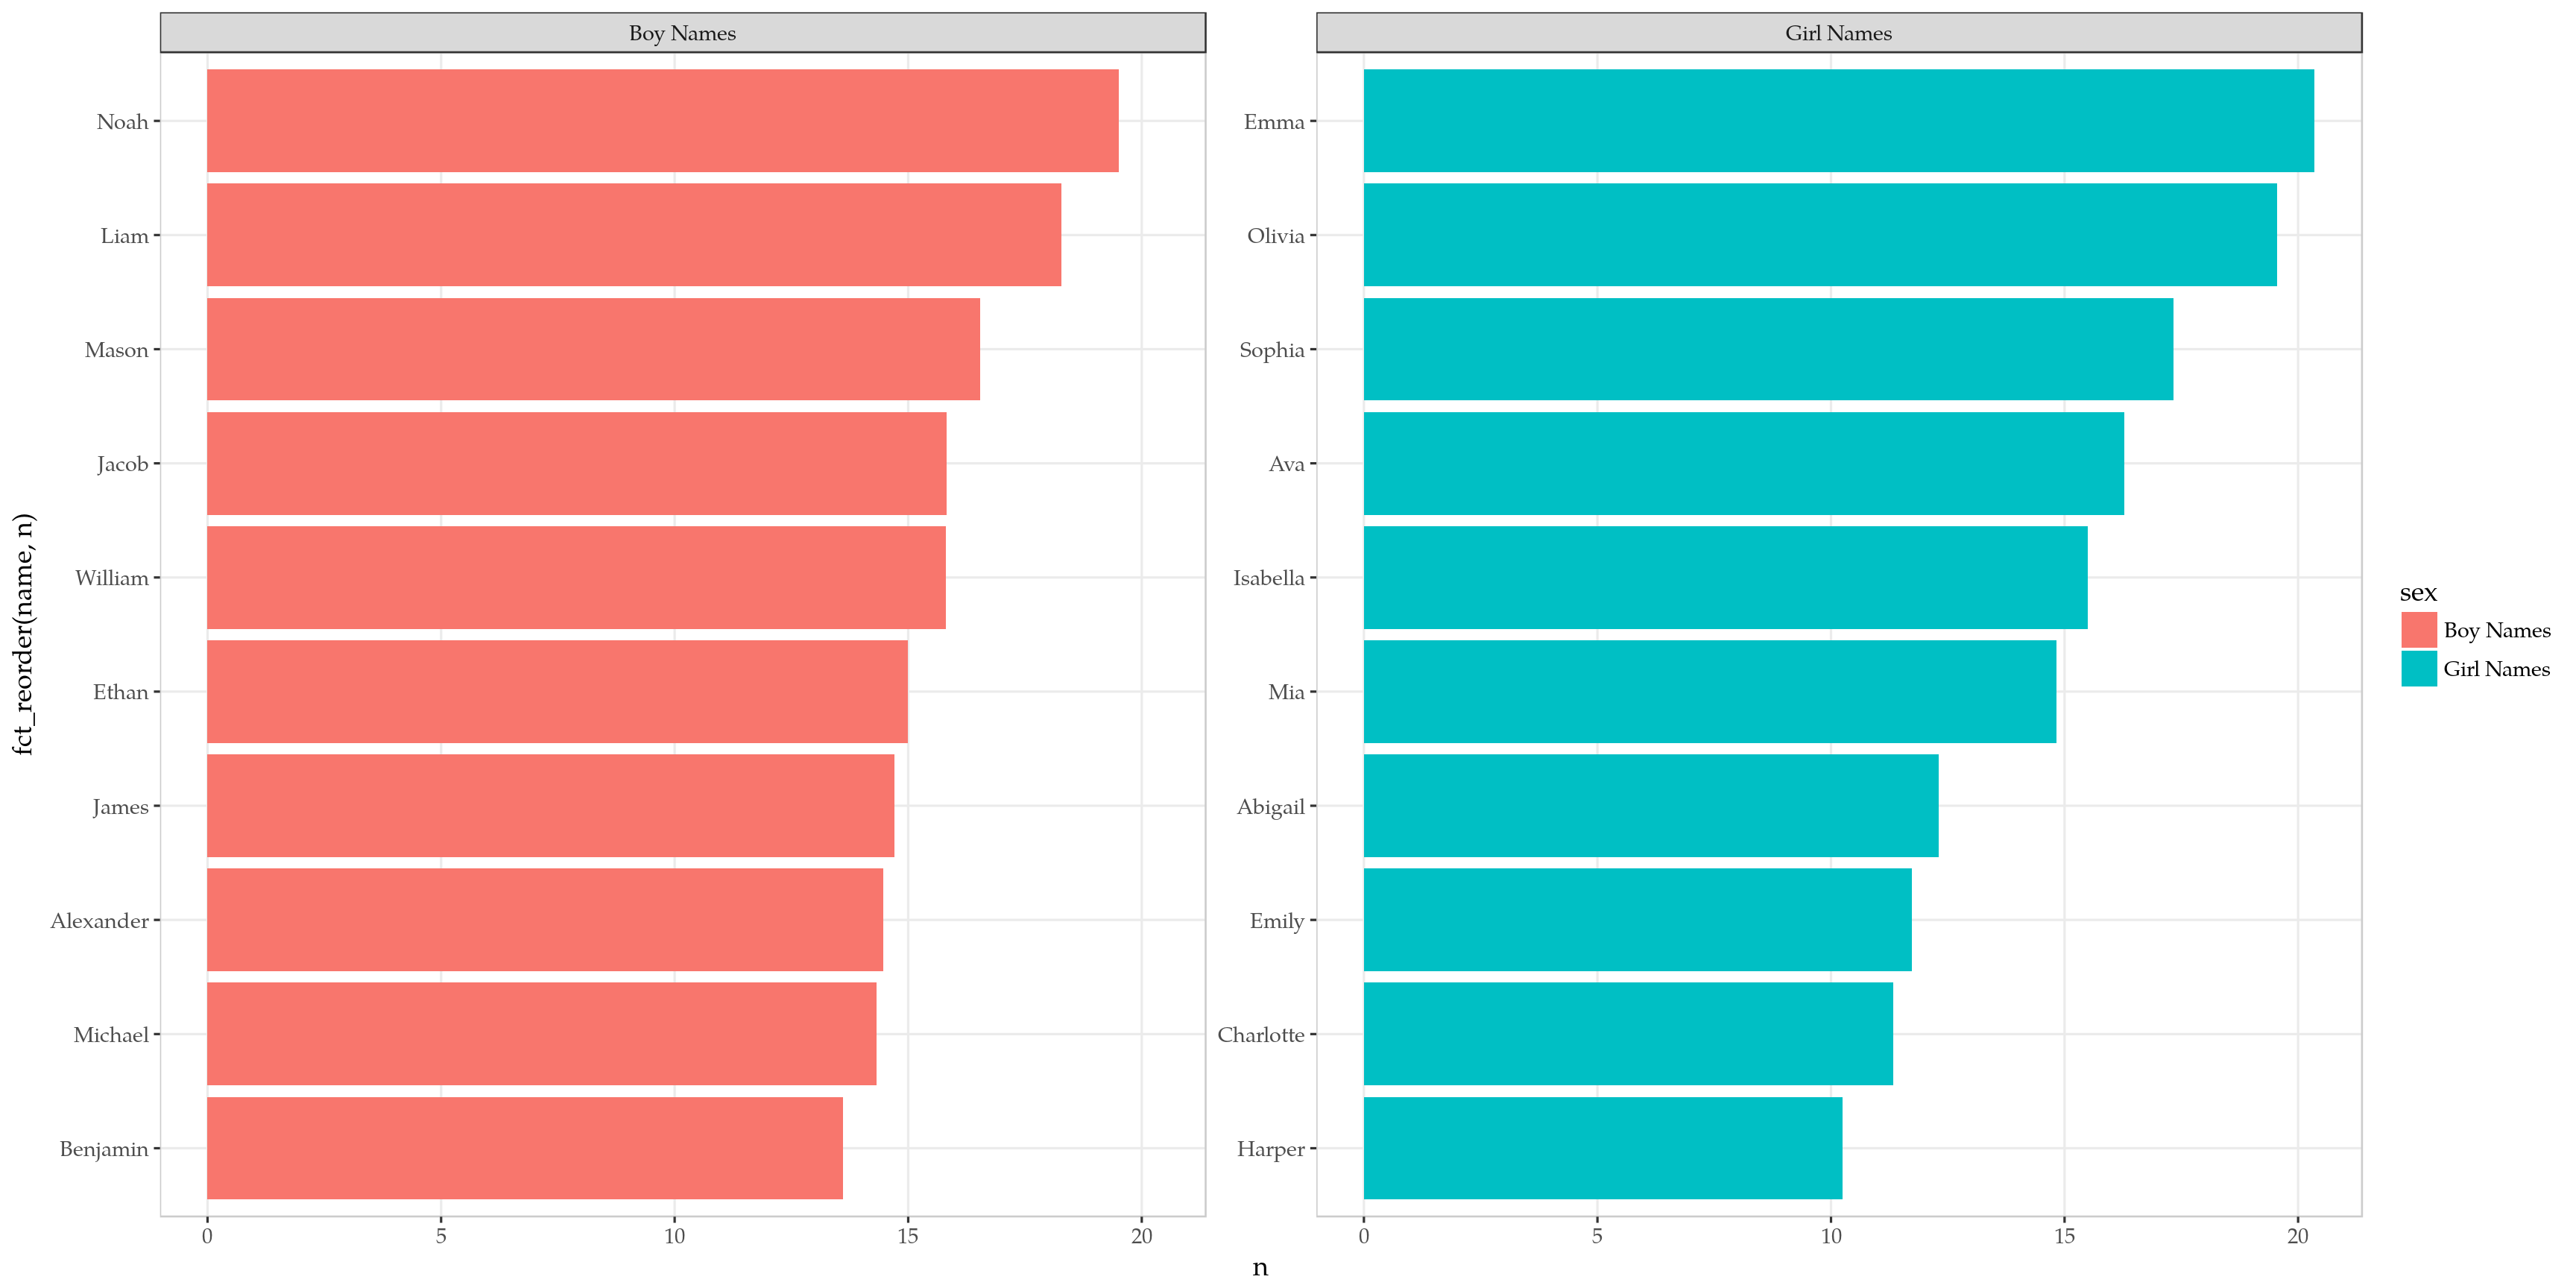 Boy Names
Girl Names
fct_reorder(name, n)
Noah
Liam
Mason
Jacob
William
Ethan
James
Alexander
Michael
Benjamin
0 5 10 15 20
Emma
Olivia
Sophia
Ava
Isabella
Mia
Abigail
Emily
Charlotte
Harper
0 5 10 15 20
n
sex
Boy Names
Girl Names